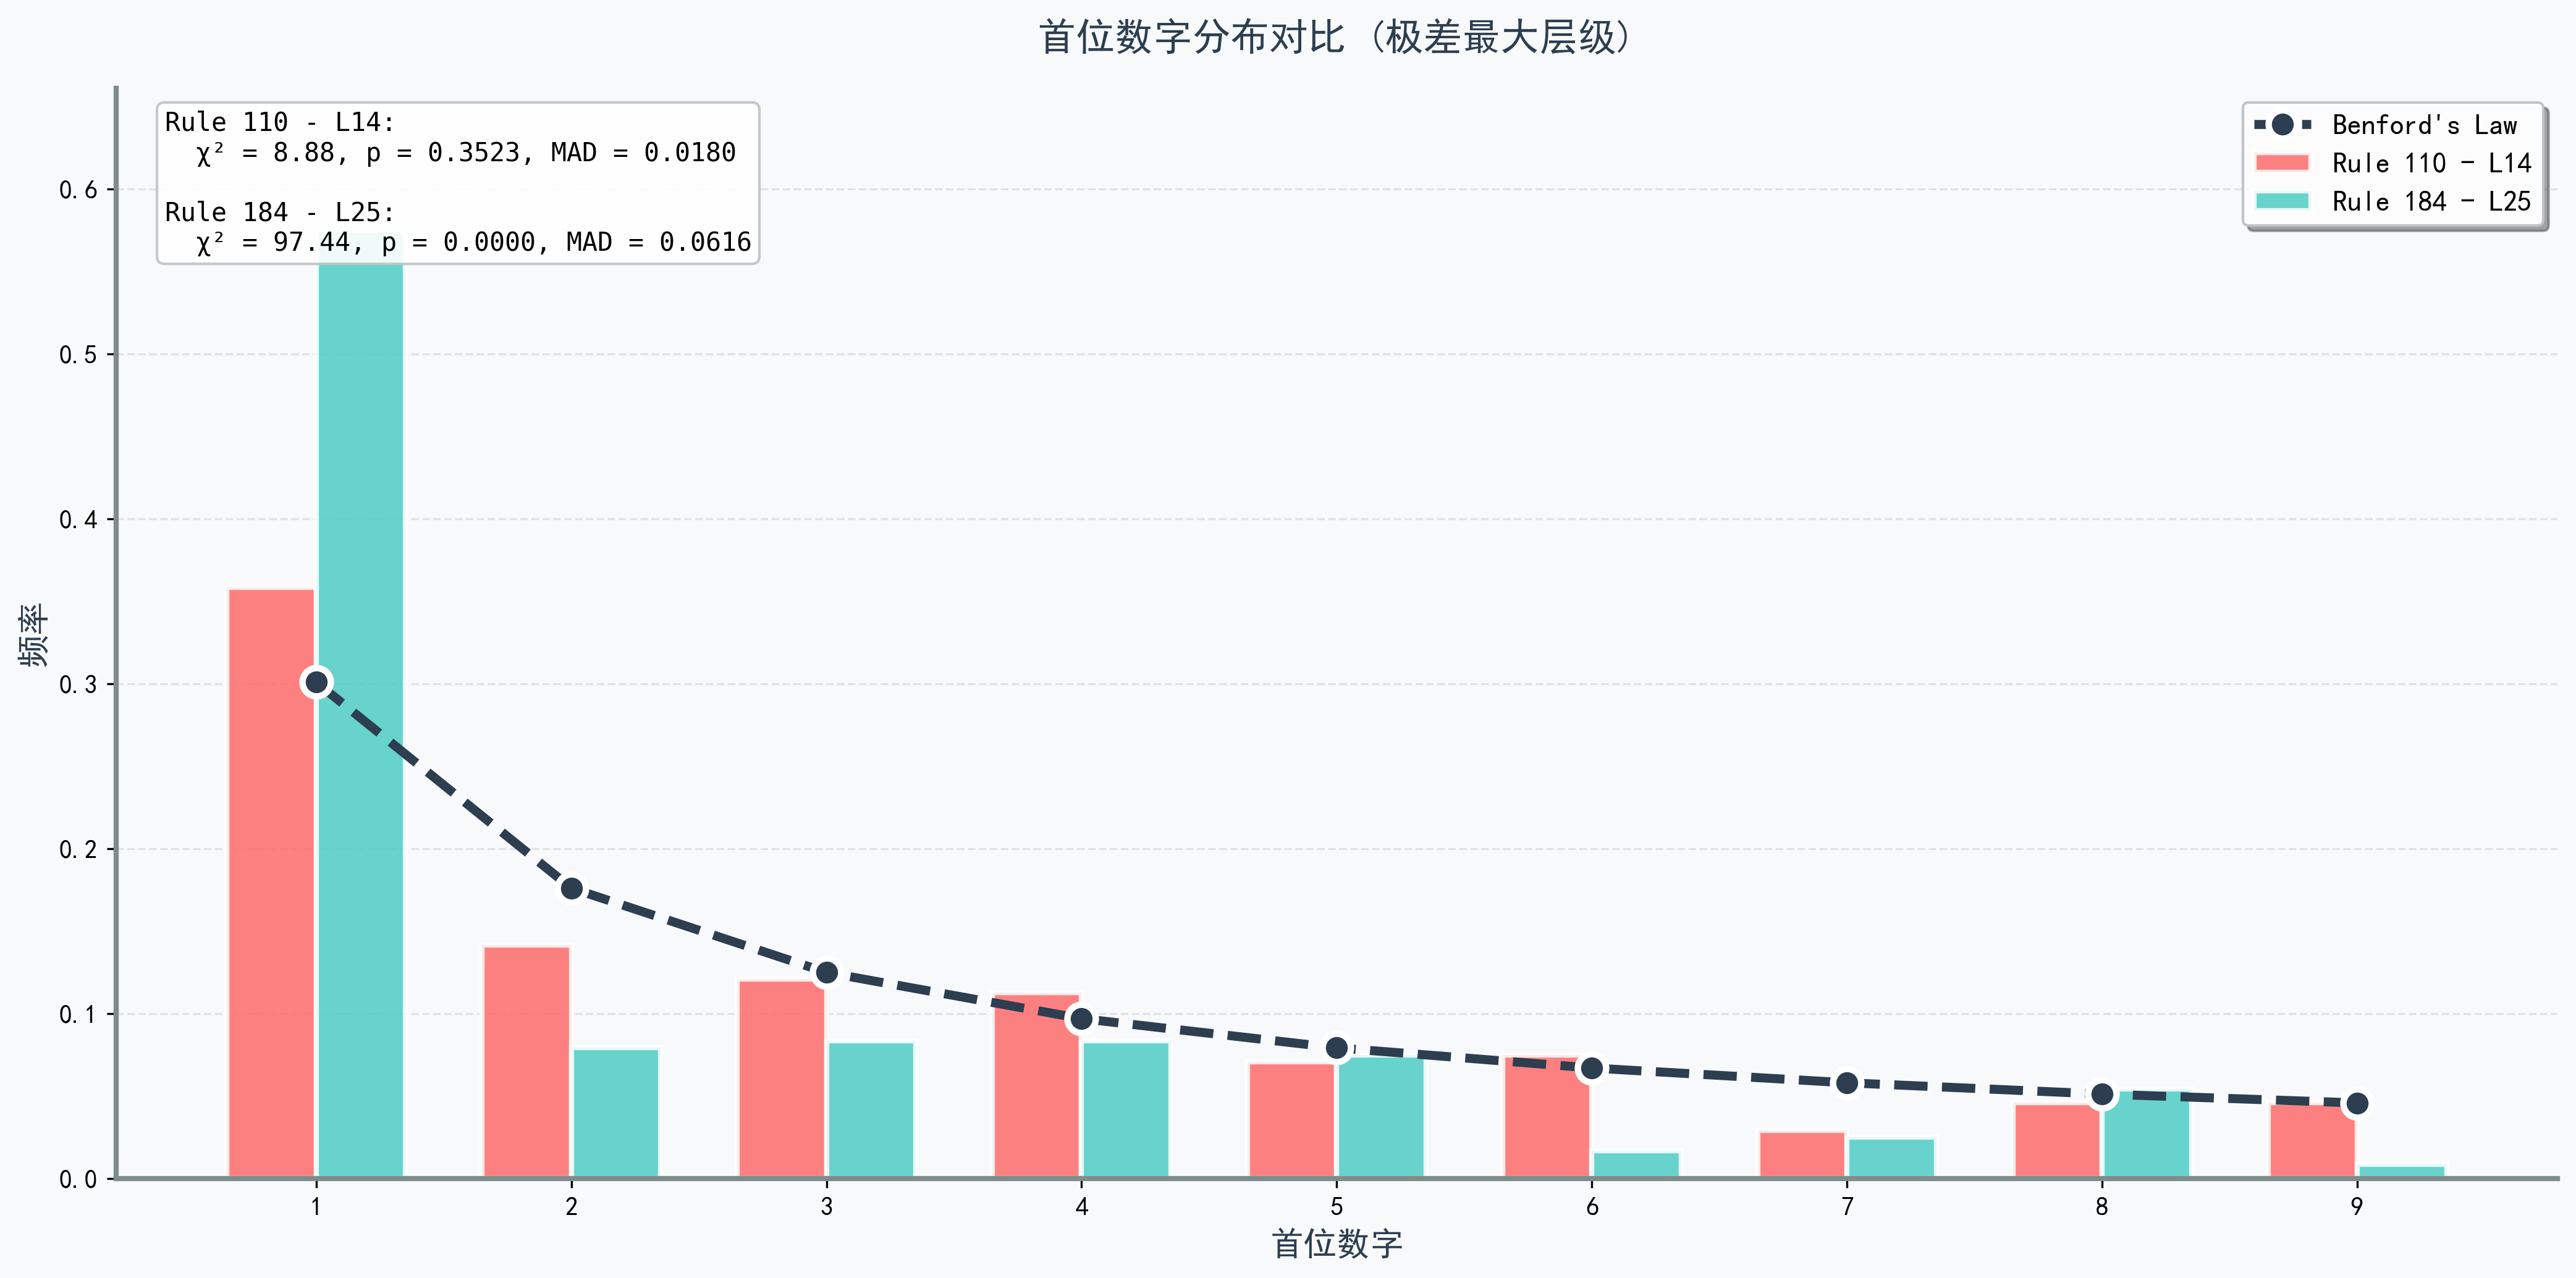 首位数字分布对比 (极差最大层级)
Rule 110 - L14:
χ² = 8.88, p = 0.3523, MAD = 0.0180
Rule 184 - L25:
χ² = 97.44, p = 0.0000, MAD = 0.0616
Benford's Law
Rule 110 - L14
Rule 184 - L25
频率
0.6
0.5
0.4
0.3
0.2
0.1
0.0
1 2 3 4 5 6 7 8 9
首位数字